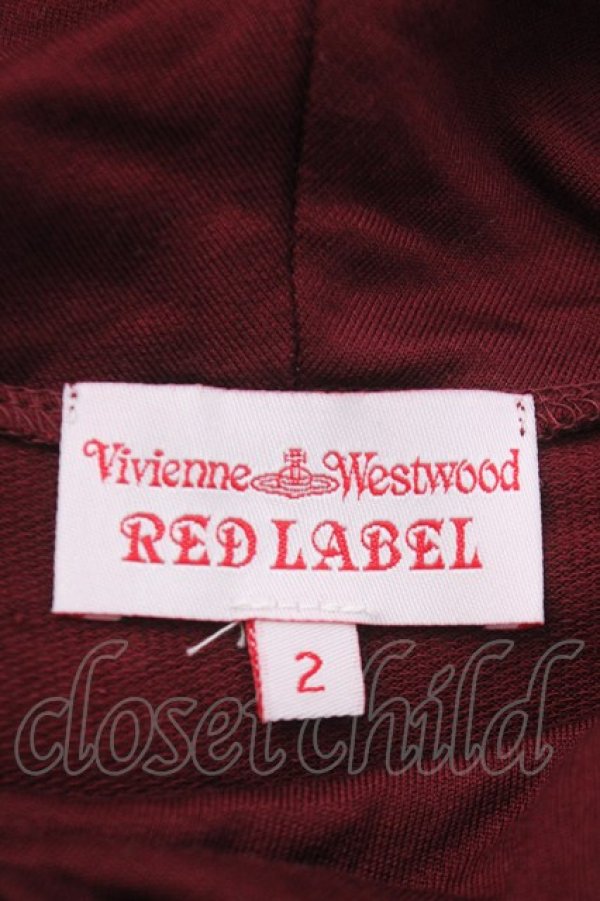 Vivienne Westwood
RED LABEL
2
closet child